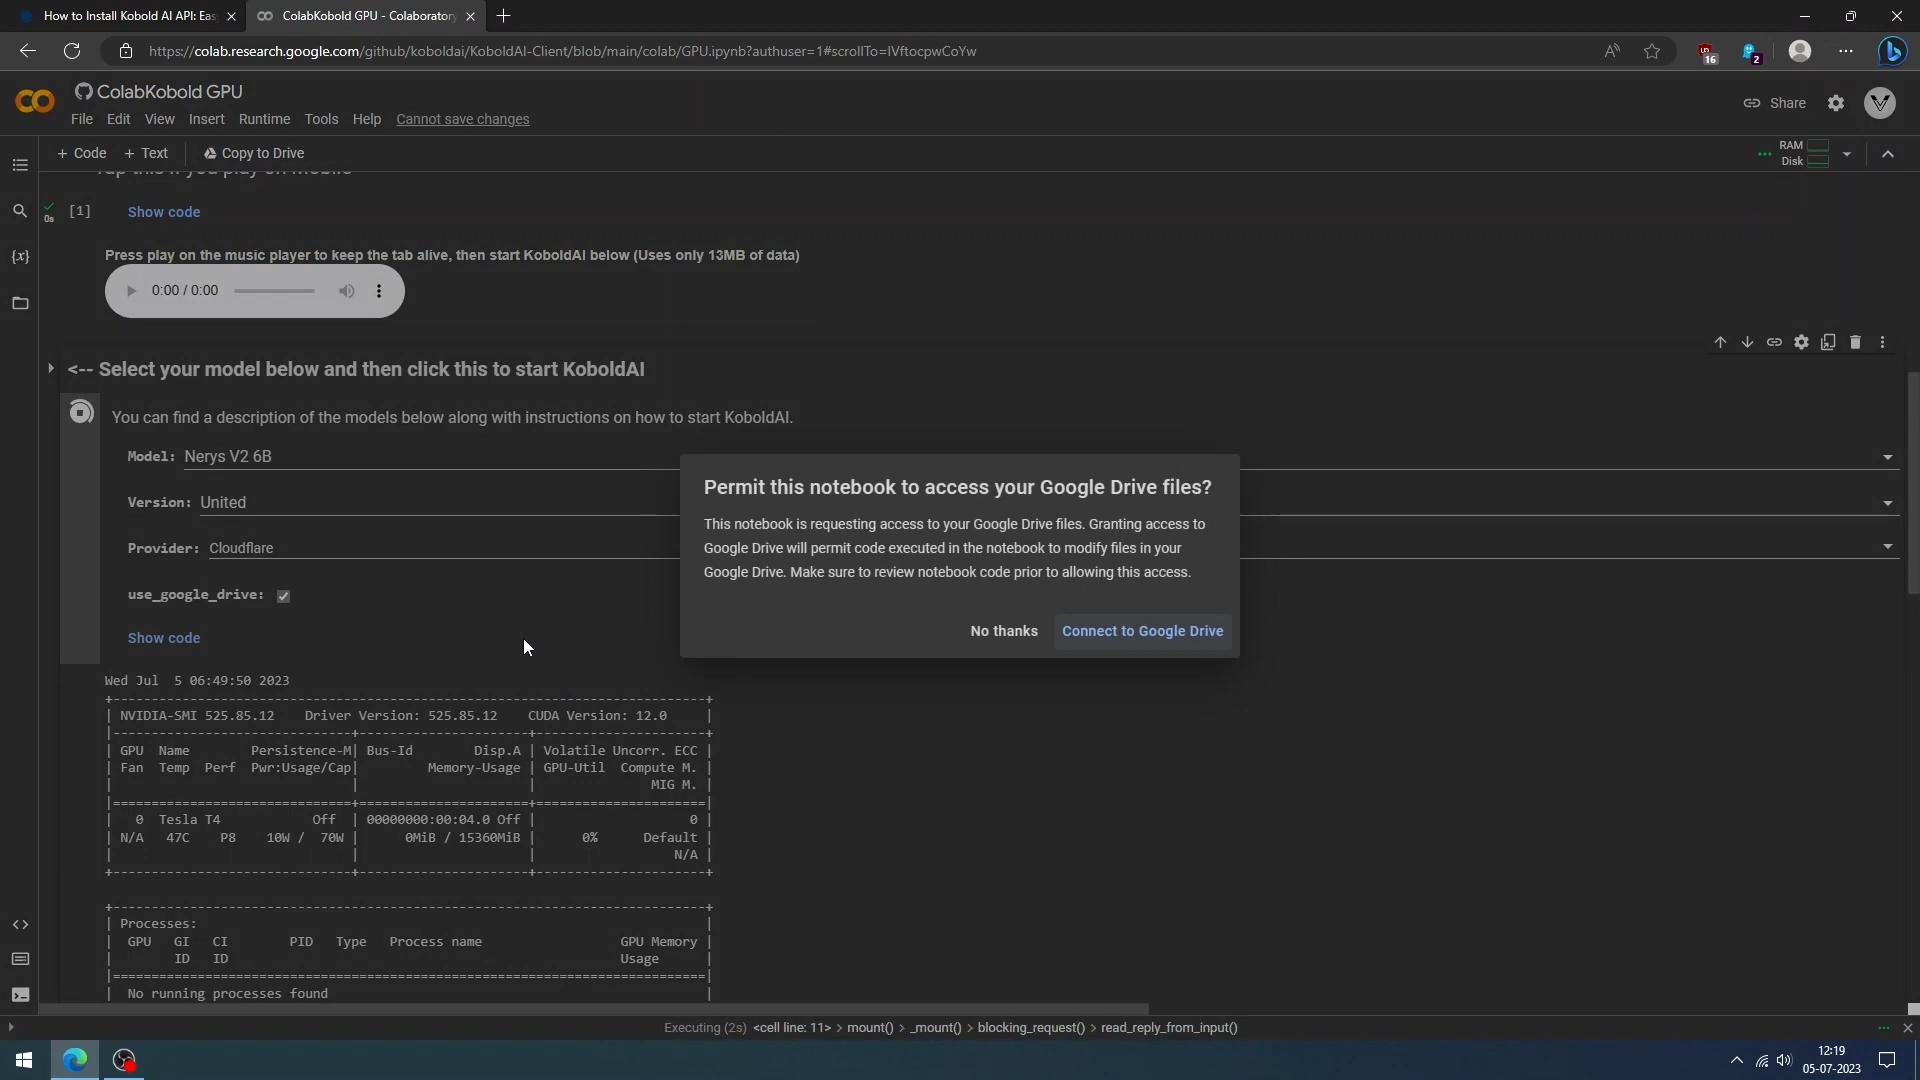 How to Install Kobold AI API: Eas
ColabKobold GPU - Colaboratory
https://colab.research.google.com/github/koboldai/KoboldAI-Client/blob/main/colab/GPU.ipynb?authuser=1#scrollTo=lVftocpwCoYw
16
2
ColabKobold GPU
File Edit View Insert Runtime Tools Help Cannot save changes
Share
+ Code + Text Copy to Drive
RAM
Disk
Tap this if you play on Mobile
0s
[1] Show code
{x}
Press play on the music player to keep the tab alive, then start KoboldAI below (Uses only 13MB of data)
0:00 / 0:00
<-- Select your model below and then click this to start KoboldAI
You can find a description of the models below along with instructions on how to start KoboldAI.
Model: Nerys V2 6B
Version: United
Provider: Cloudflare
use_google_drive:
Show code
Permit this notebook to access your Google Drive files?
This notebook is requesting access to your Google Drive files. Granting access to
Google Drive will permit code executed in the notebook to modify files in your
Google Drive. Make sure to review notebook code prior to allowing this access.
No thanks Connect to Google Drive
Wed Jul  5 06:49:50 2023
+-----------------------------------------------------------------------------+
| NVIDIA-SMI 525.85.12    Driver Version: 525.85.12    CUDA Version: 12.0     |
|-------------------------------+----------------------+----------------------+
| GPU  Name        Persistence-M| Bus-Id        Disp.A | Volatile Uncorr. ECC |
| Fan  Temp  Perf  Pwr:Usage/Cap|         Memory-Usage | GPU-Util  Compute M. |
|                               |                      |               MIG M. |
|===============================+======================+======================|
|   0  Tesla T4            Off  | 00000000:00:04.0 Off |                    0 |
| N/A   47C    P8    10W /  70W |      0MiB / 15360MiB |      0%      Default |
|                               |                      |                  N/A |
+-------------------------------+----------------------+----------------------+
+-----------------------------------------------------------------------------+
| Processes:                                                                  |
|  GPU   GI   CI        PID   Type   Process name                  GPU Memory |
|        ID   ID                                                   Usage      |
|=============================================================================|
|  No running processes found                                                 |
Executing (2s) <cell line: 11> > mount() > _mount() > blocking_request() > read_reply_from_input()
12:19
05-07-2023